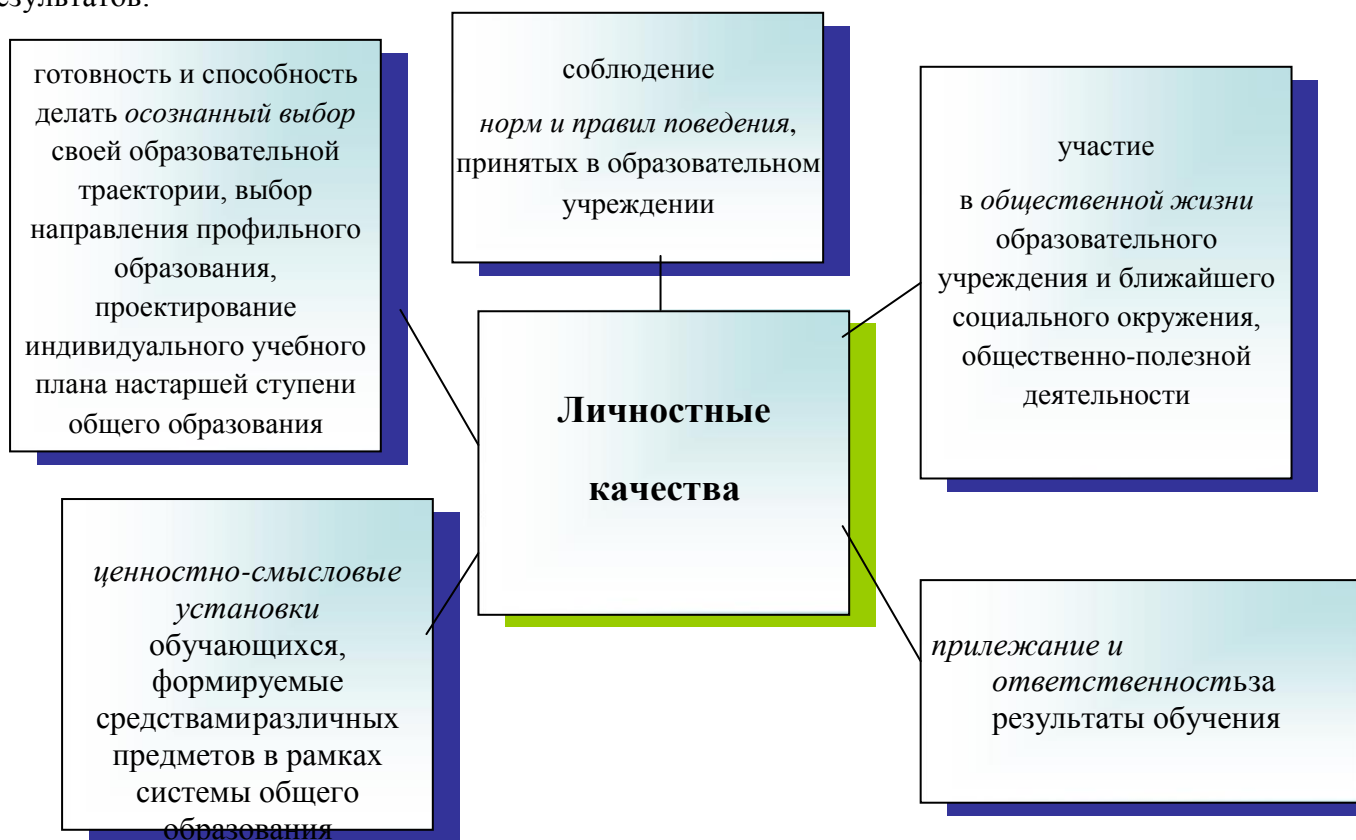 езультатов:
готовность и способность
делать осознанный выбор
своей образовательной
траектории, выбор
направления профильного
образования,
проектирование
индивидуального учебного
плана настаршей ступени
общего образования
соблюдение
норм и правил поведения,
принятых в образовательном
учреждении
участие
в общественной жизни
образовательного
учреждения и ближайшего
социального окружения,
общественно-полезной
деятельности
Личностные
качества
ценностно-смысловые
установки
обучающихся,
формируемые
средствамиразличных
предметов в рамках
системы общего
образования
прилежание и
ответственностьза
результаты обучения